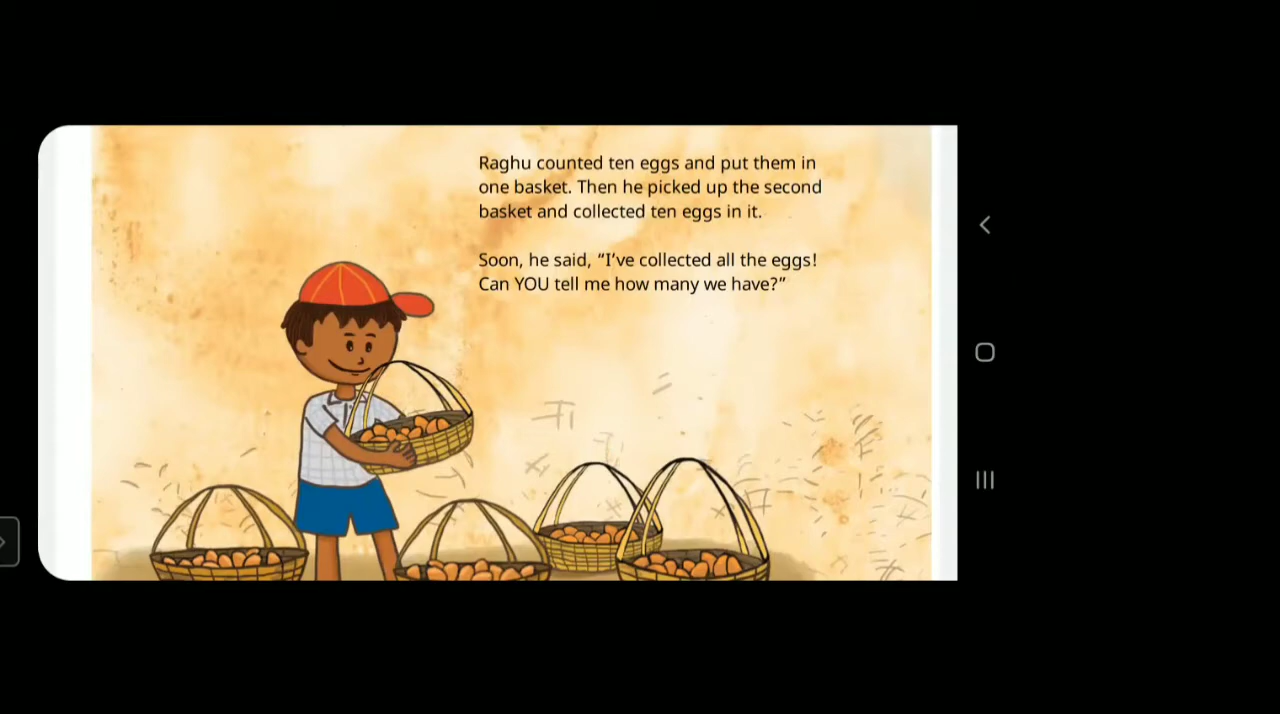 Raghu counted ten eggs and put them in
one basket. Then he picked up the second
basket and collected ten eggs in it.
Soon, he said, “I’ve collected all the eggs!
Can YOU tell me how many we have?”